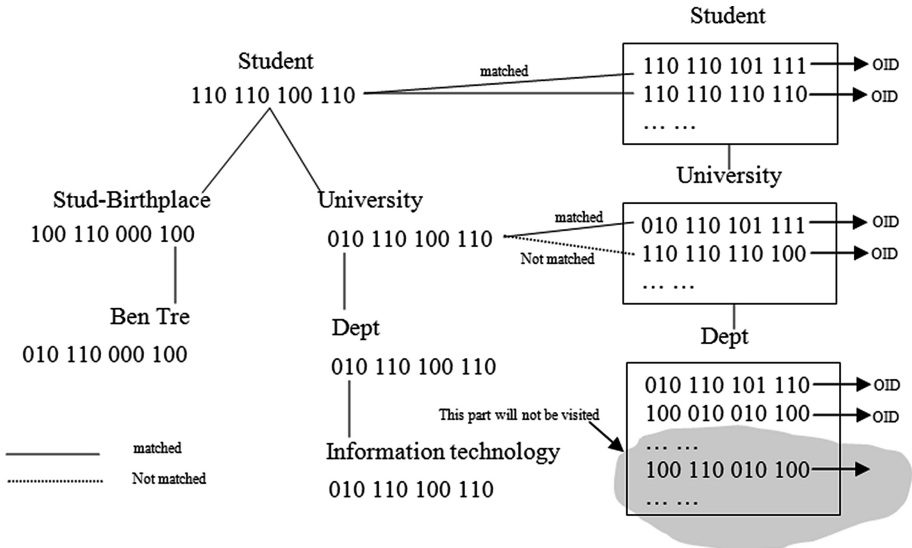 Student
110 110 100 110
Stud-Birthplace
100 110 000 100
Ben Tre
010 110 000 100
University
010 110 100 110
Dept
010 110 100 110
Information technology
010 110 100 110
matched
Not matched
matched
matched
Not matched
This part will not be visited
Student
110 110 101 111 OID
110 110 110 110 OID
... ...
University
010 110 101 111 OID
110 110 110 100 OID
... ...
Dept
010 110 101 110 OID
100 010 010 100 OID
... ...
100 110 010 100
... ...